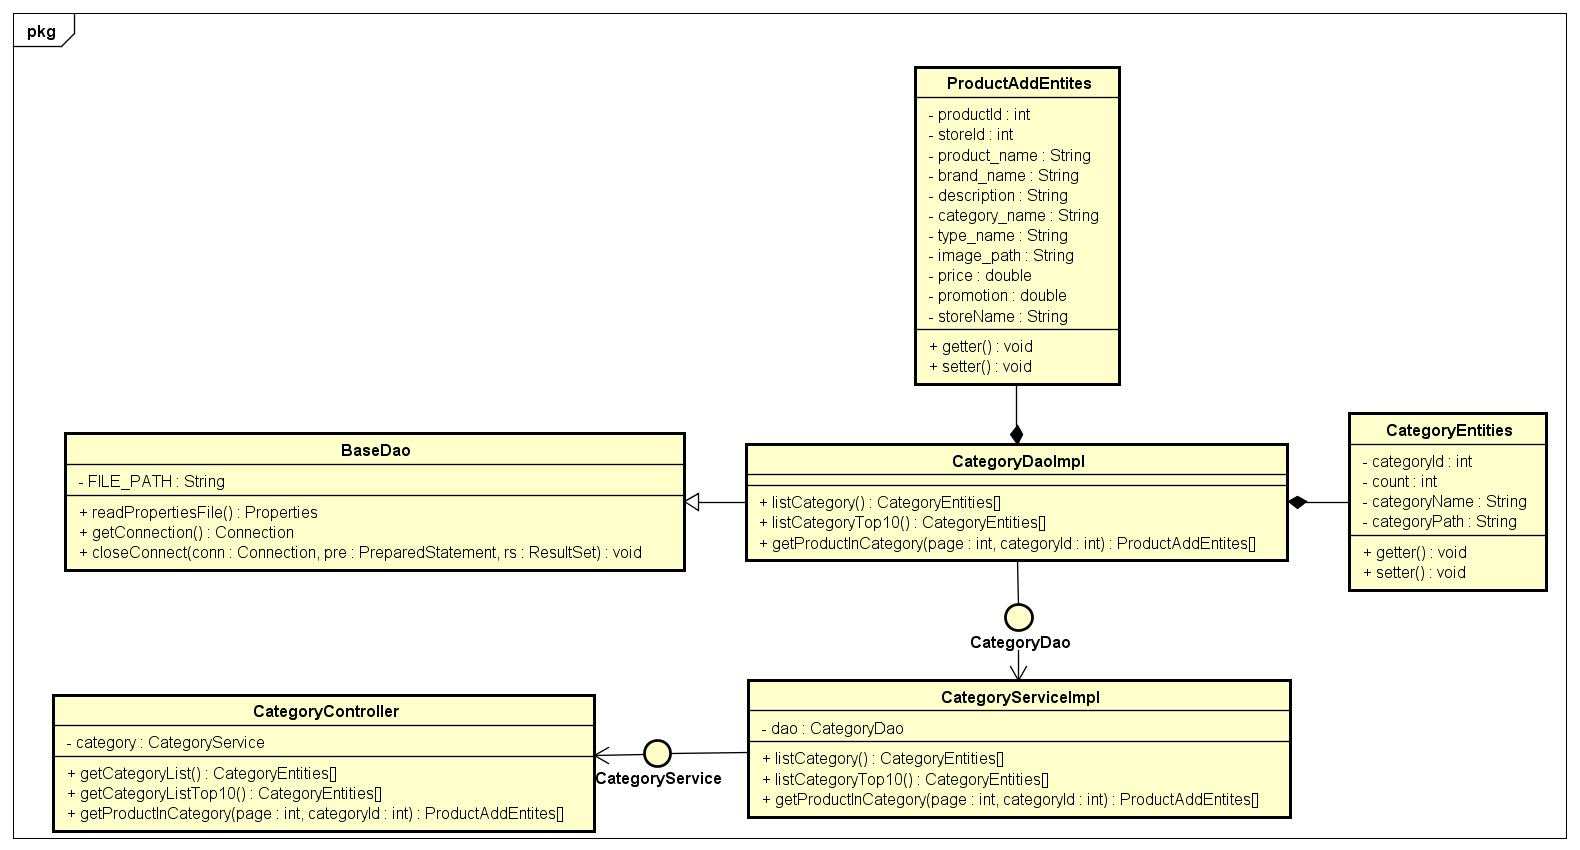 pkg
ProductAddEntites
- productId : int
- storeId : int
- product_name : String
- brand_name : String
- description : String
- category_name : String
- type_name : String
- image_path : String
- price : double
- promotion : double
- storeName : String
+ getter() : void
+ setter() : void
BaseDao
- FILE_PATH : String
+ readPropertiesFile() : Properties
+ getConnection() : Connection
+ closeConnect(conn : Connection, pre : PreparedStatement, rs : ResultSet) : void
CategoryDaoImpl
+ listCategory() : CategoryEntities[]
+ listCategoryTop10() : CategoryEntities[]
+ getProductInCategory(page : int, categoryId : int) : ProductAddEntites[]
CategoryEntities
- categoryId : int
- count : int
- categoryName : String
- categoryPath : String
+ getter() : void
+ setter() : void
CategoryDao
CategoryController
- category : CategoryService
+ getCategoryList() : CategoryEntities[]
+ getCategoryListTop10() : CategoryEntities[]
+ getProductInCategory(page : int, categoryId : int) : ProductAddEntites[]
CategoryService
CategoryServiceImpl
- dao : CategoryDao
+ listCategory() : CategoryEntities[]
+ listCategoryTop10() : CategoryEntities[]
+ getProductInCategory(page : int, categoryId : int) : ProductAddEntites[]